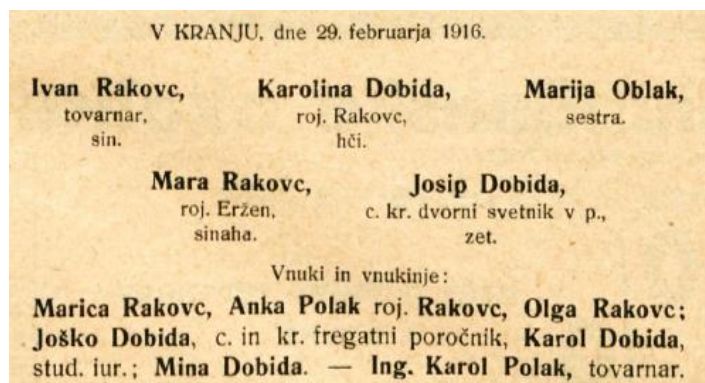 V KRANJU, dne 29. februarja 1916.
Ivan Rakovc, Karolina Dobida, Marija Oblak,
tovarnar, roj. Rakovc, sestra.
sin. hči.
Mara Rakovc, Josip Dobida,
roj. Eržen, c. kr. dvorni svetnik v p.,
sinaha. zet.
Vnuki in vnukinje:
Marica Rakovc, Anka Polak roj. Rakovc, Olga Rakovc;
Joško Dobida, c. in kr. fregatni poročnik, Karol Dobida,
stud. iur.; Mina Dobida. — Ing. Karol Polak, tovarnar.